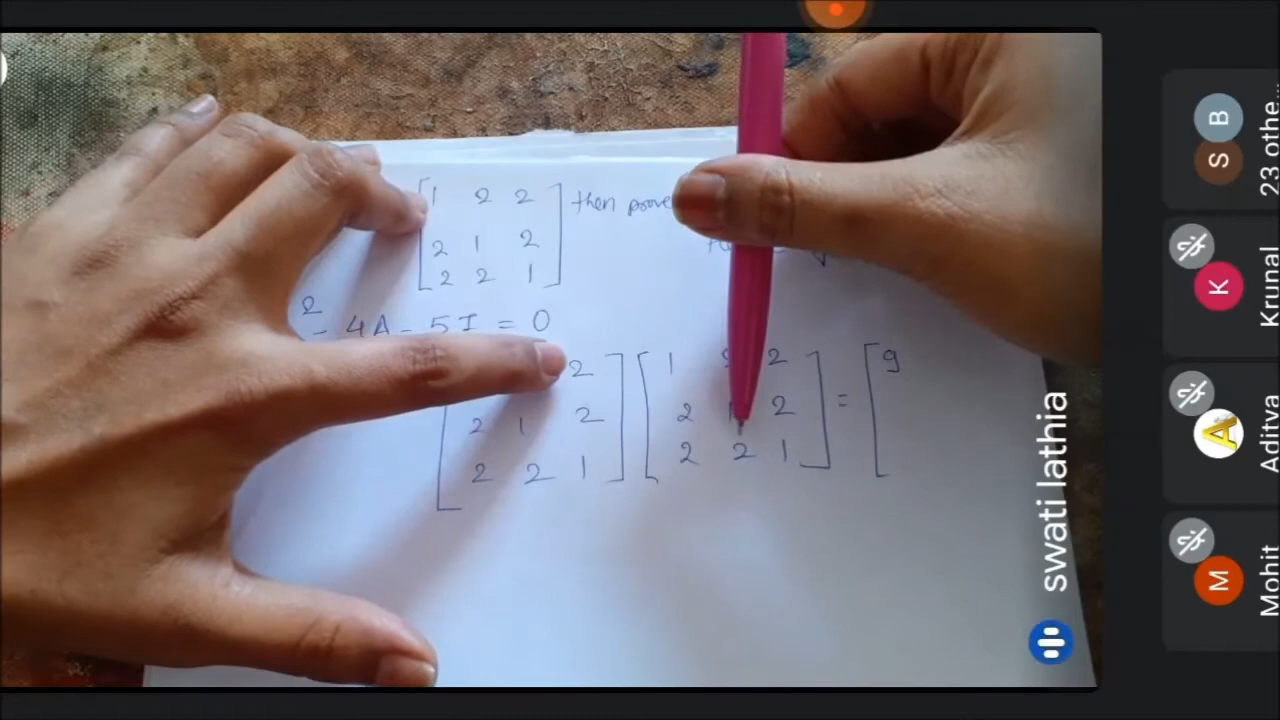 [1 2 2] then prove
[2 1 2]
[2 2 1]
2 - 4A - 5I = 0
2] [1 2] = [9
2 1 2] [2 1 2]
[2 2 1] [2 2 1]
swati lathia
S B 23 othe...
K Krunal
A Aditya
M Mohit